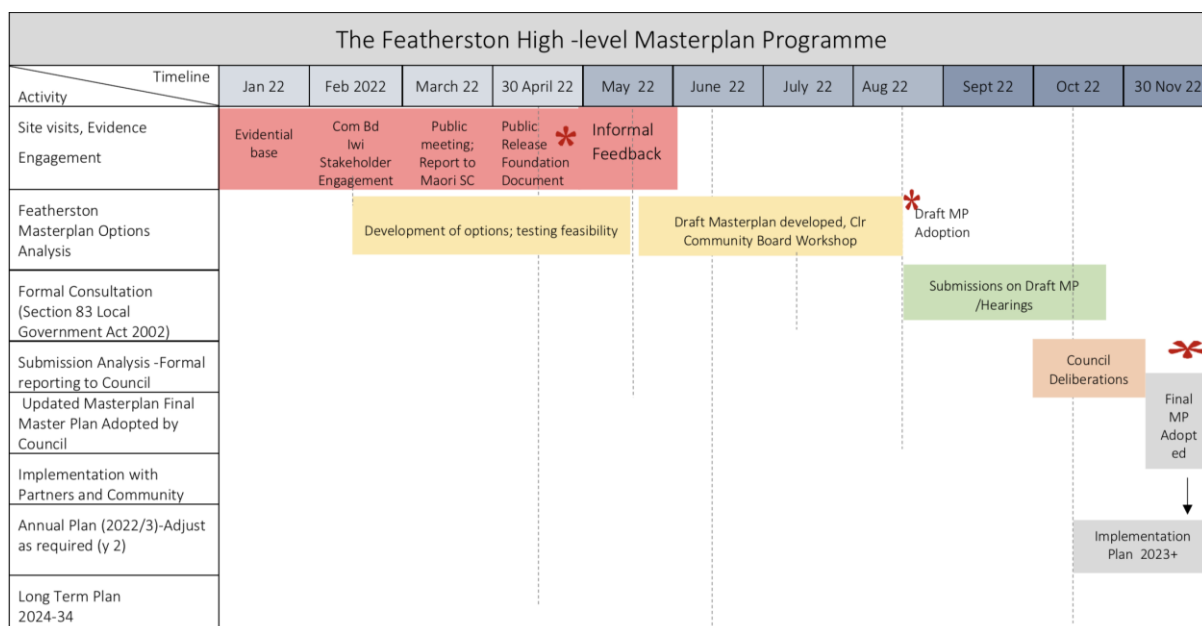 The Featherston High -level Masterplan Programme
Timeline
Activity
Jan 22
Feb 2022
March 22
30 April 22
May 22
June 22
July 22
Aug 22
Sept 22
Oct 22
30 Nov 22
Site visits, Evidence
Engagement
Evidential
base
Com Bd
Iwi
Stakeholder
Engagement
Public
meeting;
Report to
Maori SC
Public
Release
Foundation
Document
*
Informal
Feedback
Featherston
Masterplan Options
Analysis
Development of options; testing feasibility
Draft Masterplan developed, Clr
Community Board Workshop
*
Draft MP
Adoption
Formal Consultation
(Section 83 Local
Government Act 2002)
Submissions on Draft MP
/Hearings
Submission Analysis -Formal
reporting to Council
Council
Deliberations
*
Updated Masterplan Final
Master Plan Adopted by
Council
Final
MP
Adopt
ed
Implementation with
Partners and Community
Annual Plan (2022/3)-Adjust
as required (y 2)
Implementation
Plan 2023+
Long Term Plan
2024-34